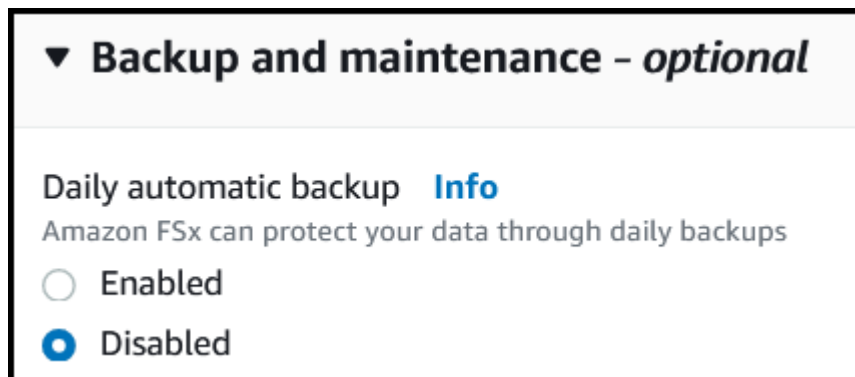 Backup and maintenance - optional
Daily automatic backup Info
Amazon FSx can protect your data through daily backups
Enabled
Disabled